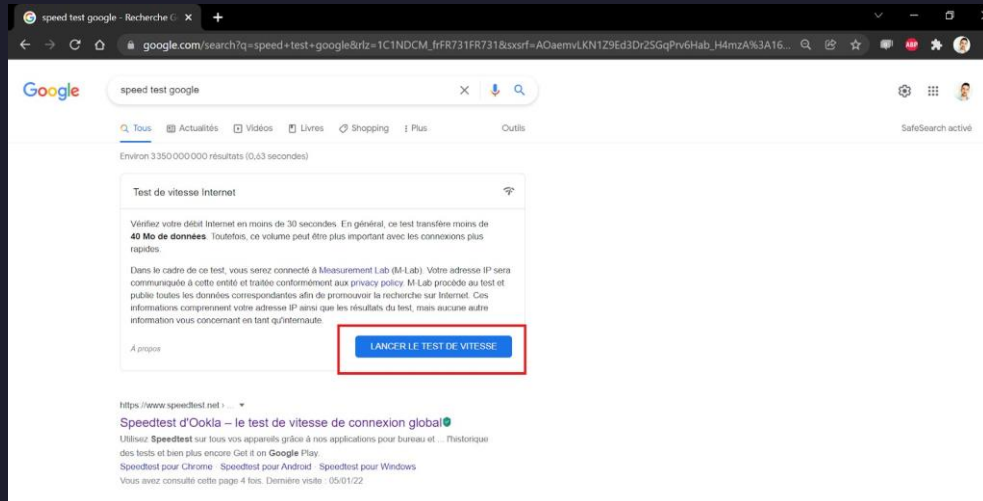 speed test google - Recherche G
google.com/search?q=speed+test+google&rlz=1C1NDCM_frFR731FR731&sxsrf=AOaemvLKN1Z9Ed3Dr2SGqPrv6Hab_H4mzA%3A16...
ABP
Google
speed test google
Tous Actualités Vidéos Livres Shopping Plus Outils
SafeSearch activé
Environ 3 350 000 000 résultats (0,63 secondes)
Test de vitesse Internet
Vérifiez votre débit Internet en moins de 30 secondes. En général, ce test transfère moins de
40 Mo de données. Toutefois, ce volume peut être plus important avec les connexions plus
rapides.
Dans le cadre de ce test, vous serez connecté à Measurement Lab (M-Lab). Votre adresse IP sera
communiquée à cette entité et traitée conformément aux privacy policy. M-Lab procède au test et
publie toutes les données correspondantes afin de promouvoir la recherche sur Internet. Ces
informations comprennent votre adresse IP ainsi que les résultats du test, mais aucune autre
information vous concernant en tant qu'internaute.
À propos
LANCER LE TEST DE VITESSE
https://www.speedtest.net › ...
Speedtest d'Ookla – le test de vitesse de connexion global
Utilisez Speedtest sur tous vos appareils grâce à nos applications pour bureau et ... l'historique
des tests et bien plus encore Get it on Google Play.
Speedtest pour Chrome · Speedtest pour Android · Speedtest pour Windows
Vous avez consulté cette page 4 fois. Dernière visite : 05/01/22